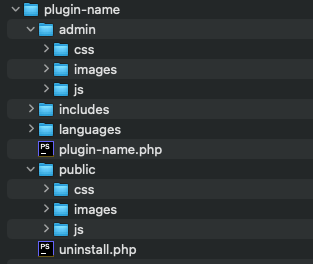 plugin-name
admin
css
images
js
includes
languages
PS plugin-name.php
public
css
images
js
PS uninstall.php